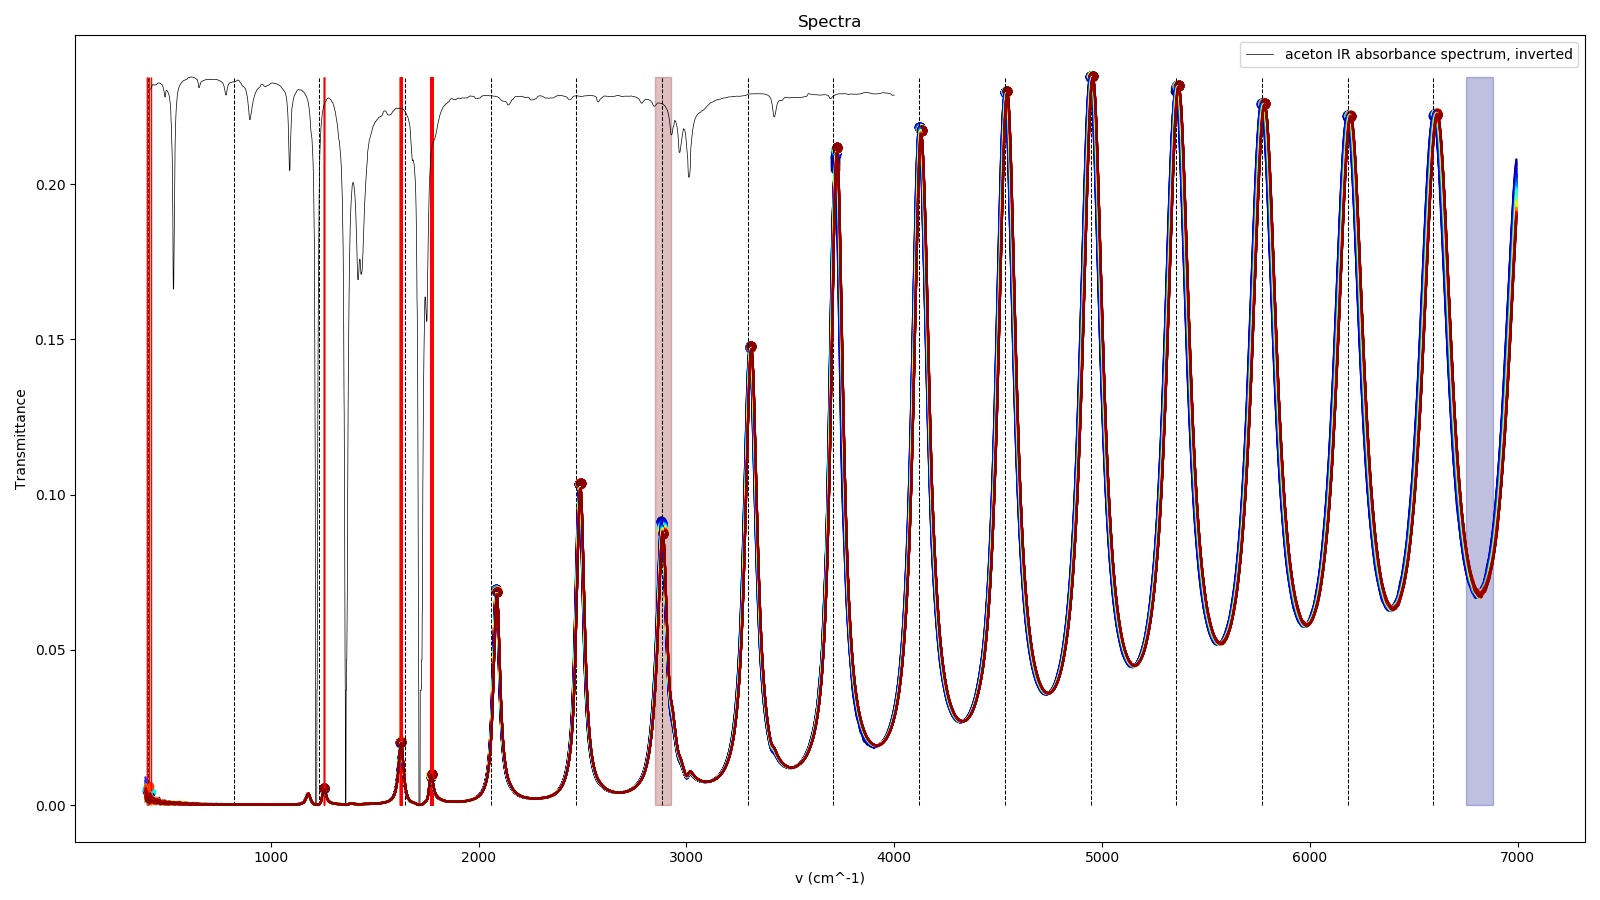 Spectra
aceton IR absorbance spectrum, inverted
Transmittance
0.20
0.15
0.10
0.05
0.00
1000 2000 3000 4000 5000 6000 7000
v (cm^-1)